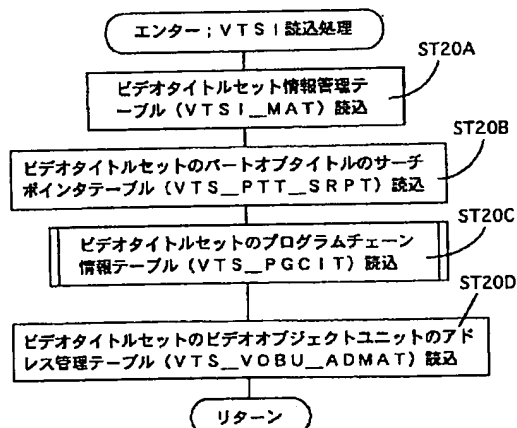 エンター；ＶＴＳＩ読込処理
ST20A
ビデオタイトルセット情報管理テ
ーブル（ＶＴＳＩ＿ＭＡＴ）読込
ST20B
ビデオタイトルセットのパートオブタイトルのサーチ
ポインタテーブル（ＶＴＳ＿ＰＴＴ＿ＳＲＰＴ）読込
ST20C
ビデオタイトルセットのプログラムチェーン
情報テーブル（ＶＴＳ＿ＰＧＣＩＴ）読込
ST20D
ビデオタイトルセットのビデオオブジェクトユニットのアド
レス管理テーブル（ＶＴＳ＿ＶＯＢＵ＿ＡＤＭＡＴ）読込
リターン